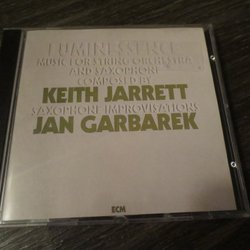 LUMINESSENCE
MUSIC FOR STRING ORCHESTRA
AND SAXOPHONE
COMPOSED BY
KEITH JARRETT
SAXOPHONE IMPROVISATIONS
JAN GARBAREK
ECM